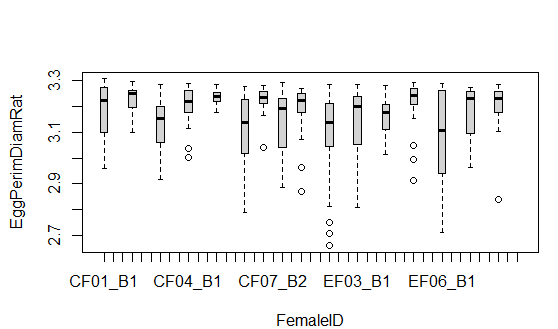 EggPerimDiamRat
3.3
3.1
2.9
2.7
CF01_B1 CF04_B1 CF07_B2 EF03_B1 EF06_B1
FemaleID